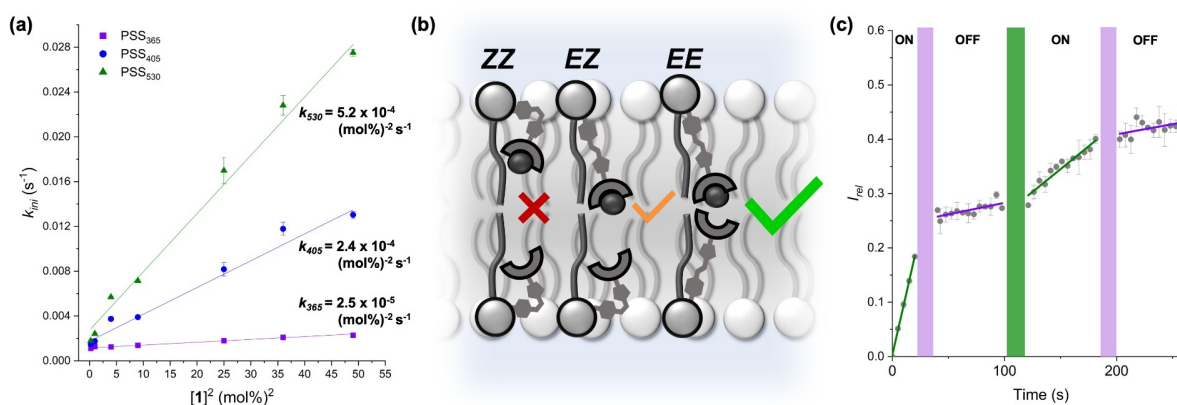 (a)
PSS365
PSS405
PSS530
k530 =
5.2 x 10-4
(mol%)-2 s-1
k405 =
2.4 x 10-4
(mol%)-2 s-1
k365 =
2.5 x 10-5
(mol%)-2 s-1
kini (s-1)
0.028
0.024
0.020
0.016
0.012
0.008
0.004
0.000
0 5 10 15 20 25 30 35 40 45 50 55
[1]2 (mol%)2
(b)
ZZ EZ EE
(c)
ON OFF ON OFF
Irel
0.6
0.5
0.4
0.3
0.2
0.1
0.0
0 100 200
Time (s)